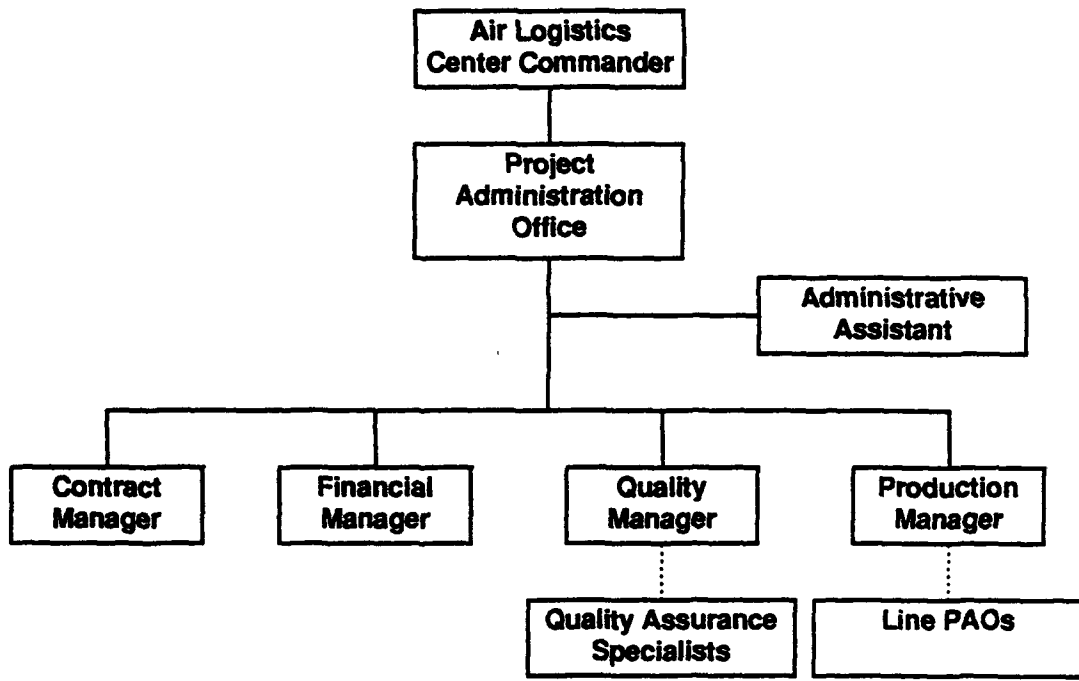 Air Logistics
Center Commander
Project
Administration
Office
Administrative
Assistant
Contract
Manager
Financial
Manager
Quality
Manager
Production
Manager
Quality Assurance
Specialists
Line PAOs